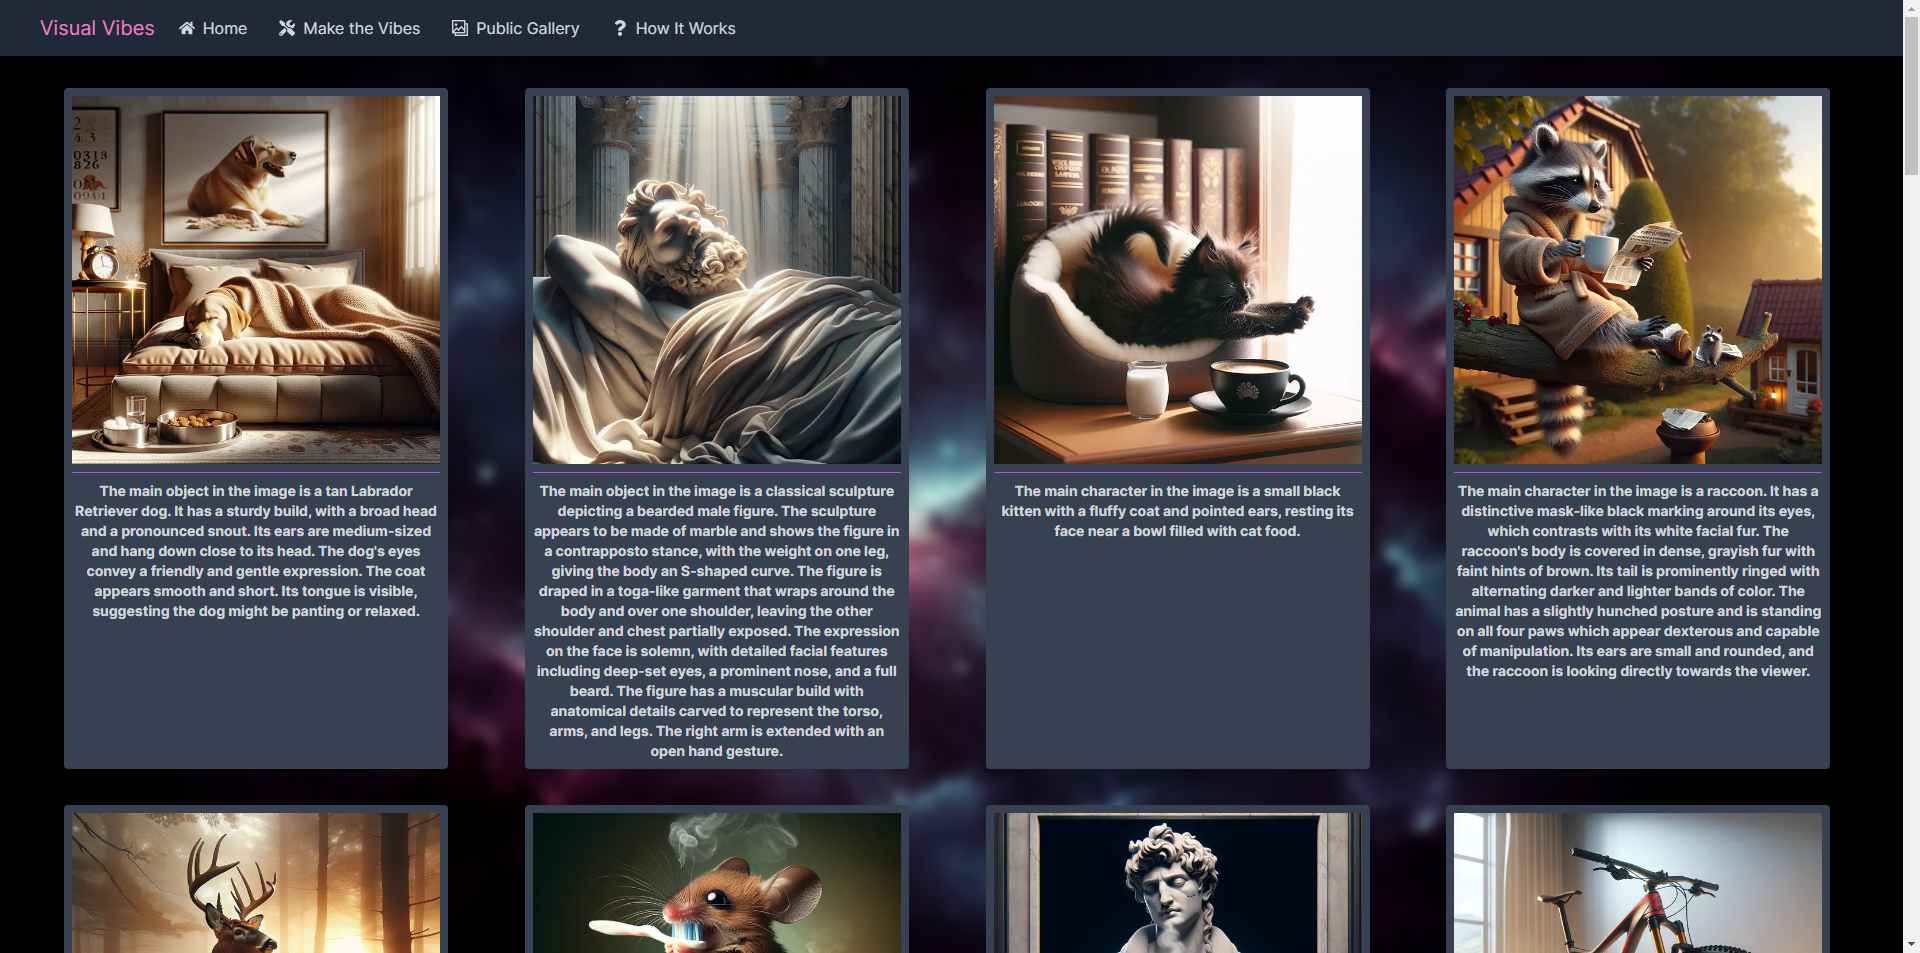 Visual Vibes
Home
Make the Vibes
Public Gallery
How It Works
The main object in the image is a tan Labrador
Retriever dog. It has a sturdy build, with a broad head
and a pronounced snout. Its ears are medium-sized
and hang down close to its head. The dog's eyes
convey a friendly and gentle expression. The coat
appears smooth and short. Its tongue is visible,
suggesting the dog might be panting or relaxed.
The main object in the image is a classical sculpture
depicting a bearded male figure. The sculpture
appears to be made of marble and shows the figure in
a contrapposto stance, with the weight on one leg,
giving the body an S-shaped curve. The figure is
draped in a toga-like garment that wraps around the
body and over one shoulder, leaving the other
shoulder and chest partially exposed. The expression
on the face is solemn, with detailed facial features
including deep-set eyes, a prominent nose, and a full
beard. The figure has a muscular build with
anatomical details carved to represent the torso,
arms, and legs. The right arm is extended with an
open hand gesture.
The main character in the image is a small black
kitten with a fluffy coat and pointed ears, resting its
face near a bowl filled with cat food.
The main character in the image is a raccoon. It has a
distinctive mask-like black marking around its eyes,
which contrasts with its white facial fur. The
raccoon's body is covered in dense, grayish fur with
faint hints of brown. Its tail is prominently ringed with
alternating darker and lighter bands of color. The
animal has a slightly hunched posture and is standing
on all four paws which appear dexterous and capable
of manipulation. Its ears are small and rounded, and
the raccoon is looking directly towards the viewer.